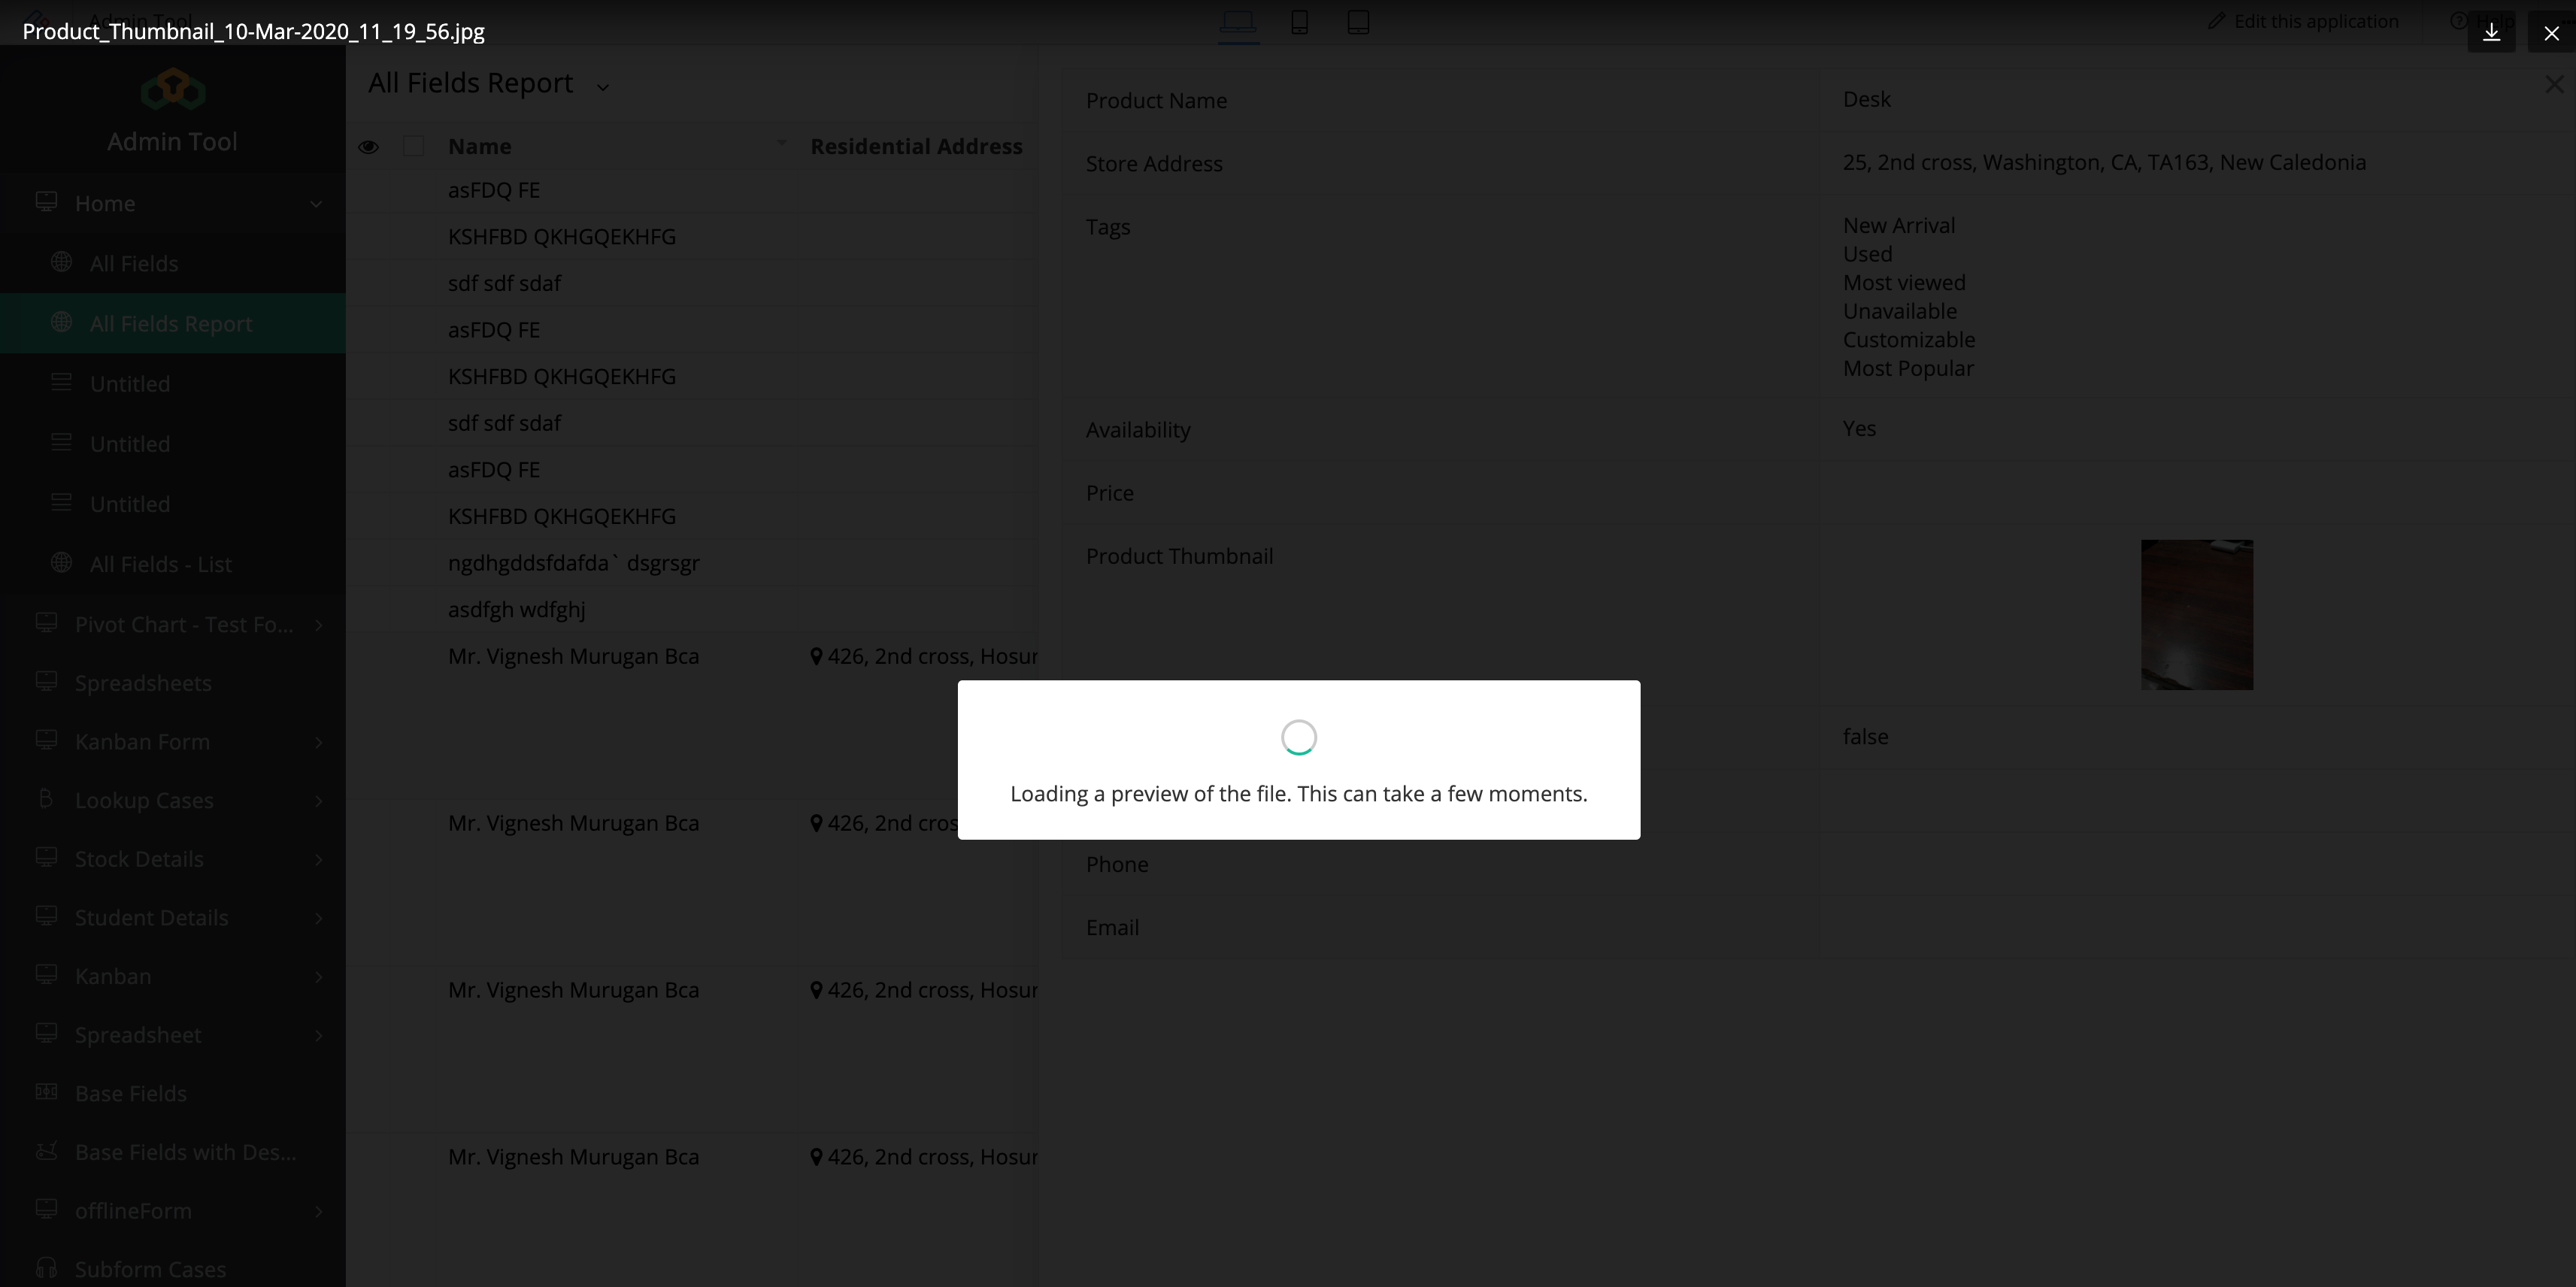 Admin Tool
Edit this application
Help
Product_Thumbnail_10-Mar-2020_11_19_56.jpg
Admin Tool
Home
All Fields
All Fields Report
Untitled
Untitled
Untitled
All Fields - List
Pivot Chart - Test Fo...
Spreadsheets
Kanban Form
Lookup Cases
Stock Details
Student Details
Kanban
Spreadsheet
Base Fields
Base Fields with Des...
offlineForm
Subform Cases
All Fields Report
Name Residential Address
asFDQ FE
KSHFBD QKHGQEKHFG
sdf sdf sdaf
asFDQ FE
KSHFBD QKHGQEKHFG
sdf sdf sdaf
asFDQ FE
KSHFBD QKHGQEKHFG
ngdhgddsfdafda` dsgrsgr
asdfgh wdfghj
Mr. Vignesh Murugan Bca 426, 2nd cross, Hosur
Mr. Vignesh Murugan Bca 426, 2nd cros
Mr. Vignesh Murugan Bca 426, 2nd cross, Hosur
Mr. Vignesh Murugan Bca 426, 2nd cross, Hosur
Product Name Desk
Store Address 25, 2nd cross, Washington, CA, TA163, New Caledonia
Tags New Arrival
Used
Most viewed
Unavailable
Customizable
Most Popular
Availability Yes
Price
Product Thumbnail
false
Loading a preview of the file. This can take a few moments.
Phone
Email